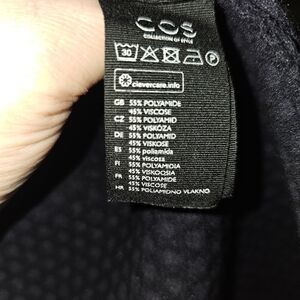 COS
COLLECTION OF STYLE
30 P
clevercare.info
GB 55% POLYAMIDE
45% VISCOSE
CZ 55% POLYAMID
45% VISKOZA
DE 55% POLYAMID
45% VISKOSE
ES 55% poliamida
45% viscosa
FI 55% POLYAMIDIA
45% VISKOOSIA
FR 55% POLYAMIDE
45% VISCOSE
HR 55% POLIAMIDNO VLAKNO